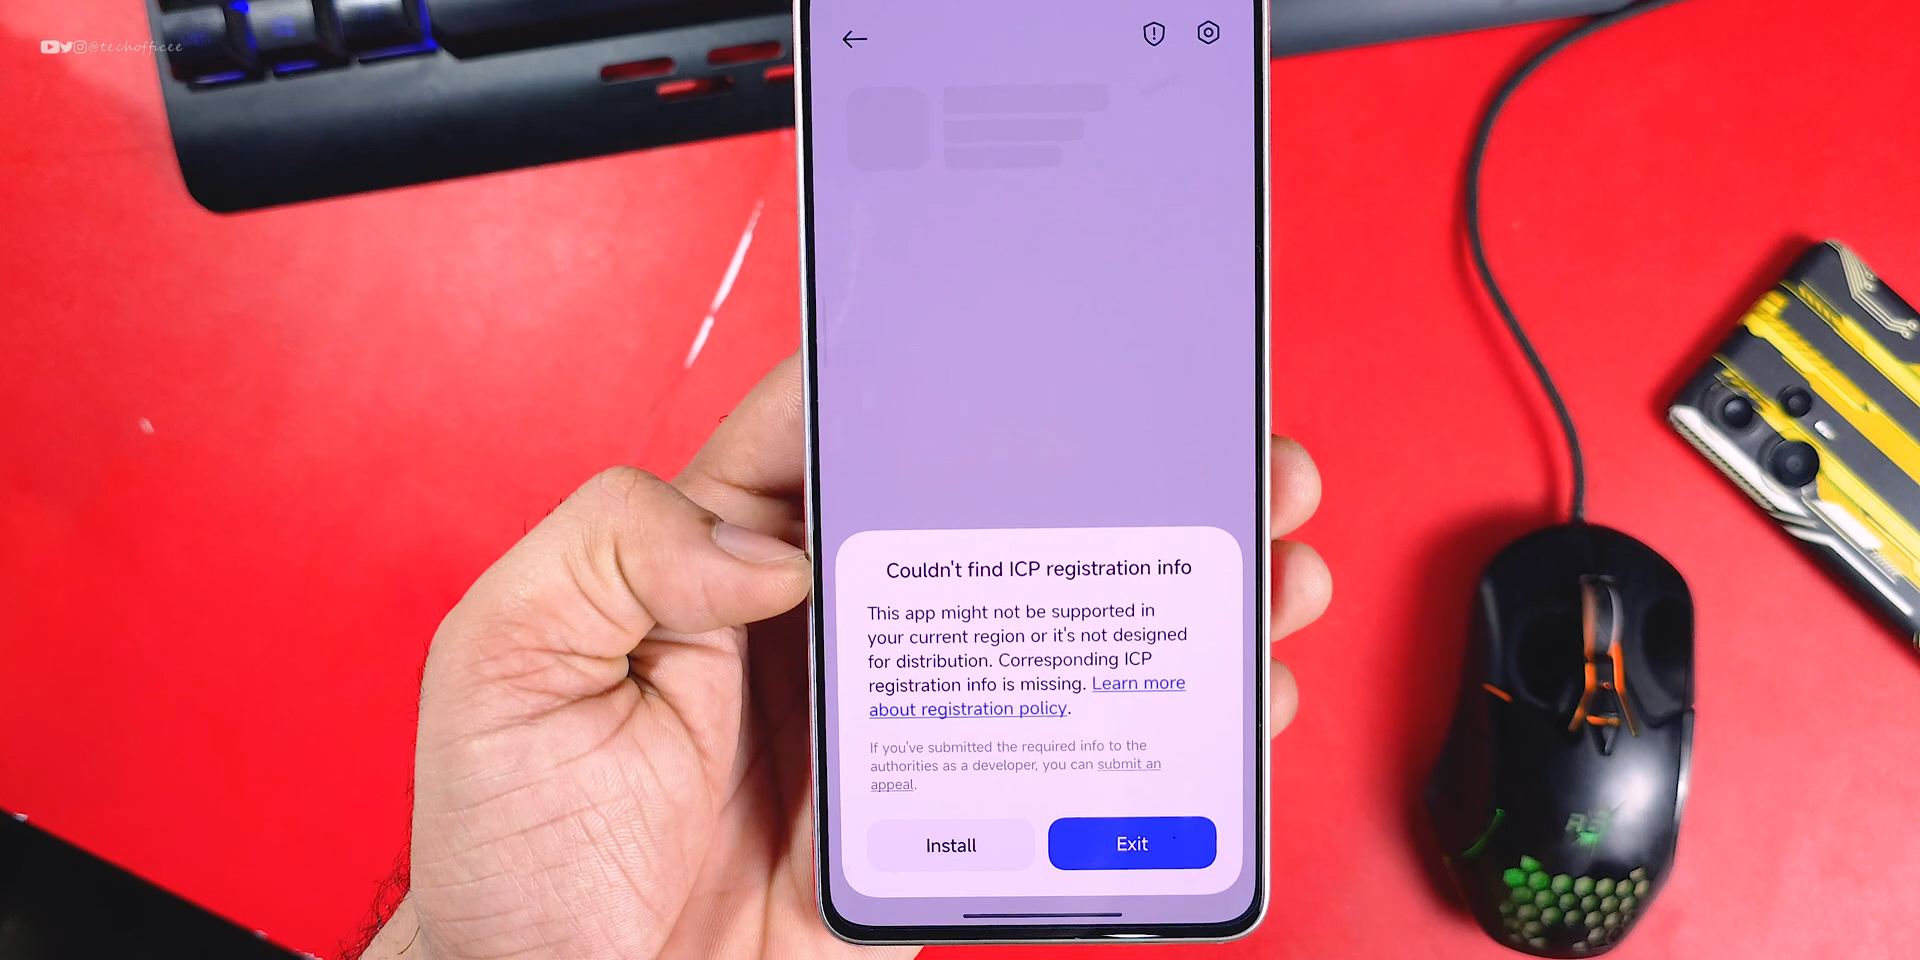 @techofficee
Couldn't find ICP registration info
This app might not be supported in
your current region or it's not designed
for distribution. Corresponding ICP
registration info is missing. Learn more
about registration policy.
If you've submitted the required info to the
authorities as a developer, you can submit an
appeal.
Install
Exit